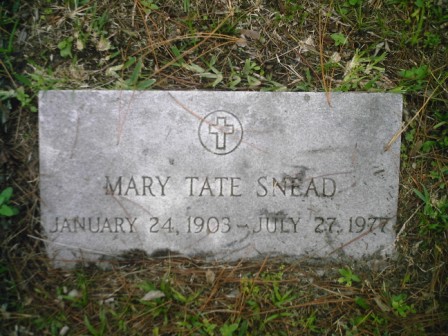 MARY TATE SNEAD
JANUARY 24, 1903 - JULY 27, 1977